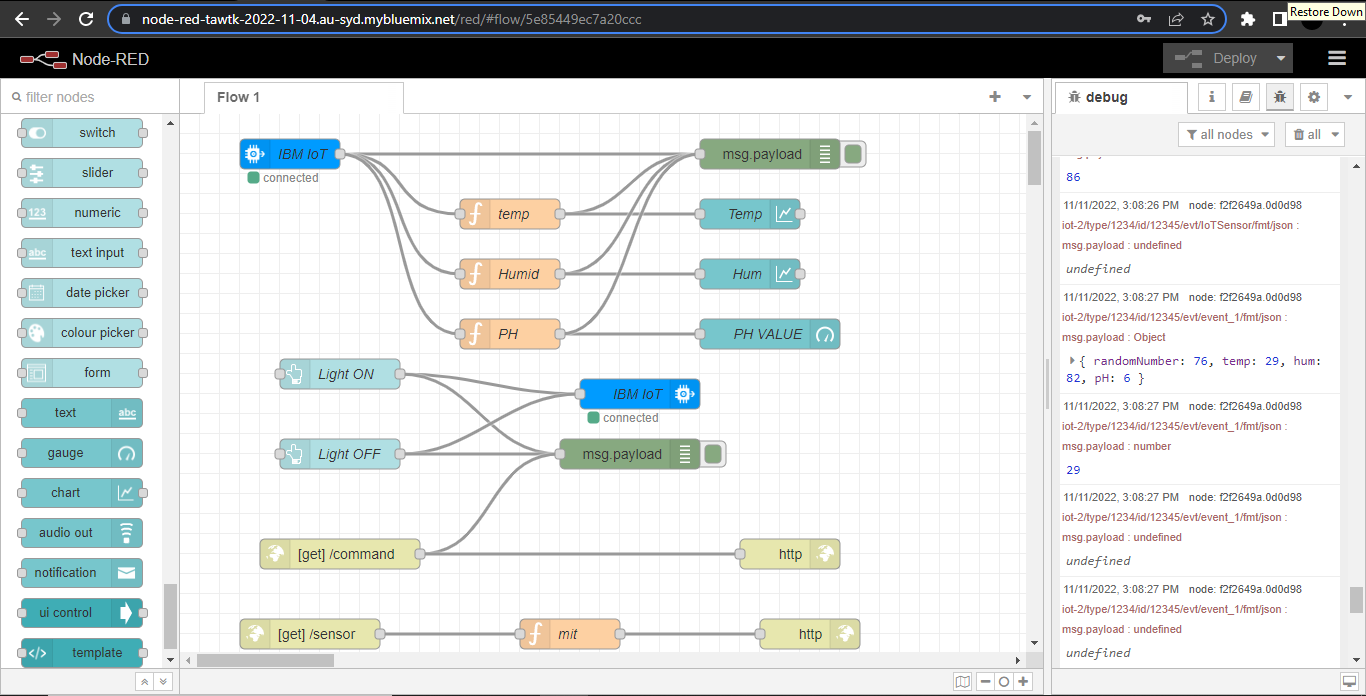 node-red-tawtk-2022-11-04.au-syd.mybluemix.net/red/#flow/5e85449ec7a20ccc
Restore Down
Node-RED
Deploy
filter nodes
switch
slider
123 numeric
abc text input
date picker
colour picker
form
text abc
gauge
chart
audio out
notification
ui control
</> template
Flow 1
IBM IoT
connected
msg.payload
temp
Temp
Humid
Hum
PH
PH VALUE
Light ON
IBM IoT
connected
Light OFF
msg.payload
[get] /command
http
[get] /sensor
mit
http
debug
all nodes
all
86
11/11/2022, 3:08:26 PM node: f2f2649a.0d0d98
iot-2/type/1234/id/12345/evt/IoTSensor/fmt/json :
msg.payload : undefined
undefined
11/11/2022, 3:08:27 PM node: f2f2649a.0d0d98
iot-2/type/1234/id/12345/evt/event_1/fmt/json :
msg.payload : Object
{ randomNumber: 76, temp: 29, hum:
82, pH: 6 }
11/11/2022, 3:08:27 PM node: f2f2649a.0d0d98
iot-2/type/1234/id/12345/evt/event_1/fmt/json :
msg.payload : number
29
11/11/2022, 3:08:27 PM node: f2f2649a.0d0d98
iot-2/type/1234/id/12345/evt/event_1/fmt/json :
msg.payload : undefined
undefined
11/11/2022, 3:08:27 PM node: f2f2649a.0d0d98
iot-2/type/1234/id/12345/evt/event_1/fmt/json :
msg.payload : undefined
undefined